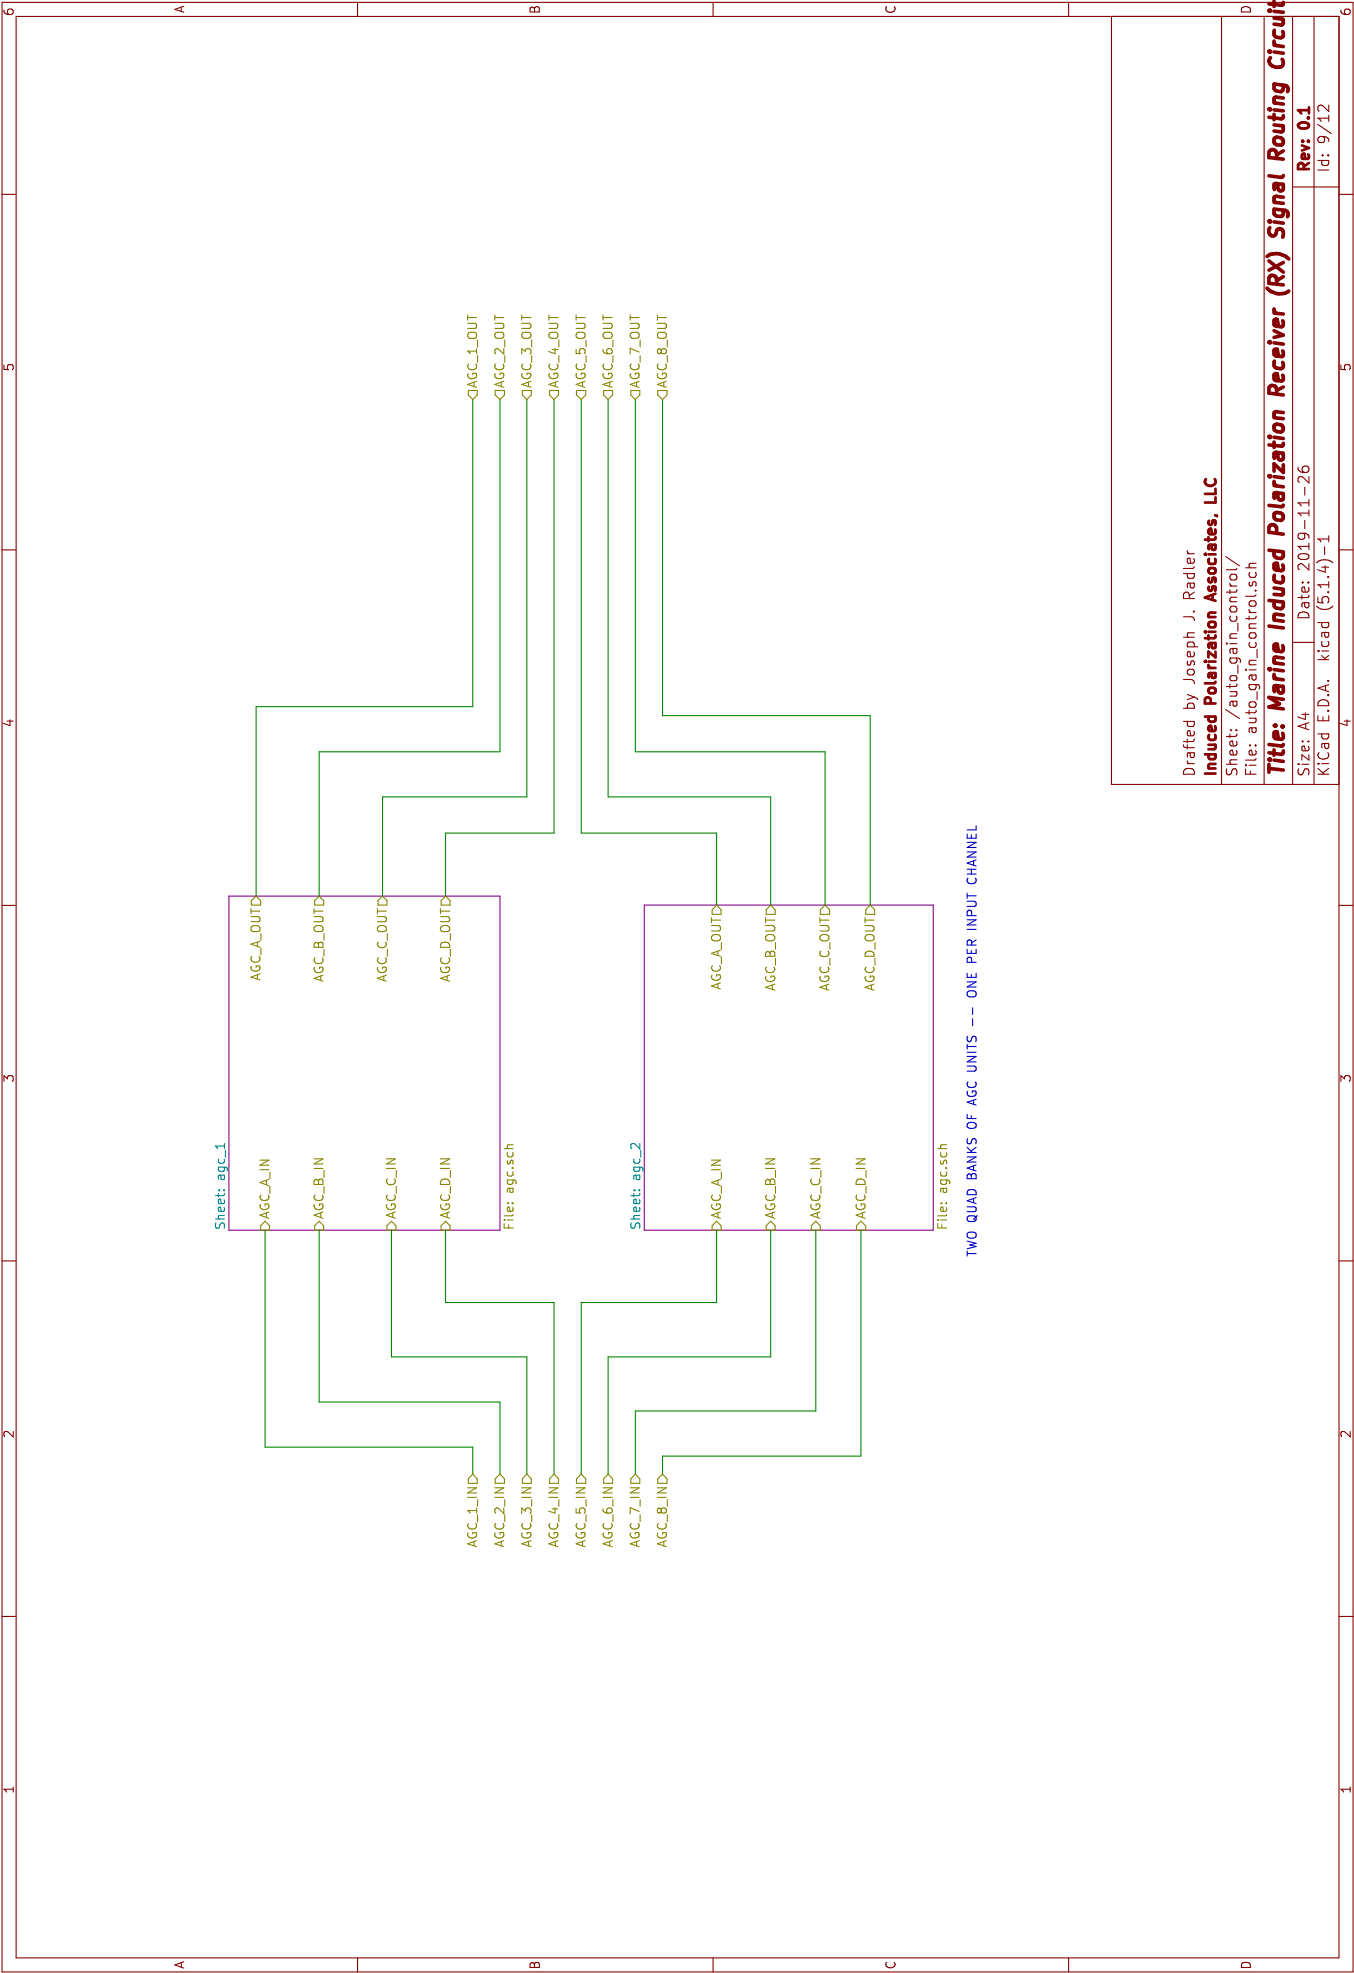 1
2
3
4
5
6
A
A
Sheet: agc_1
AGC_A_IN
AGC_A_OUT
AGC_B_IN
AGC_B_OUT
AGC_C_IN
AGC_C_OUT
AGC_D_IN
AGC_D_OUT
File: agc.sch
AGC_1_IN
AGC_1_OUT
AGC_2_IN
AGC_2_OUT
AGC_3_IN
AGC_3_OUT
B
B
AGC_4_IN
AGC_4_OUT
AGC_5_IN
AGC_5_OUT
AGC_6_IN
AGC_6_OUT
AGC_7_IN
AGC_7_OUT
AGC_8_IN
AGC_8_OUT
Sheet: agc_2
AGC_A_IN
AGC_A_OUT
AGC_B_IN
AGC_B_OUT
AGC_C_IN
AGC_C_OUT
AGC_D_IN
AGC_D_OUT
C
C
File: agc.sch
TWO QUAD BANKS OF AGC UNITS -- ONE PER INPUT CHANNEL
Drafted by Joseph J. Radler
Induced Polarization Associates, LLC
Sheet: /auto_gain_control/
File: auto_gain_control.sch
D
D
Title: Marine Induced Polarization Receiver (RX) Signal Routing Circuit
Size: A4
Date: 2019-11-26
Rev: 0.1
KiCad E.D.A.  kicad (5.1.4)-1
Id: 9/12
1
2
3
4
5
6